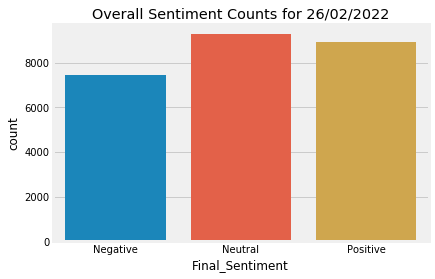 Overall Sentiment Counts for 26/02/2022
8000
6000
4000
2000
0
count
Negative Neutral Positive
Final_Sentiment